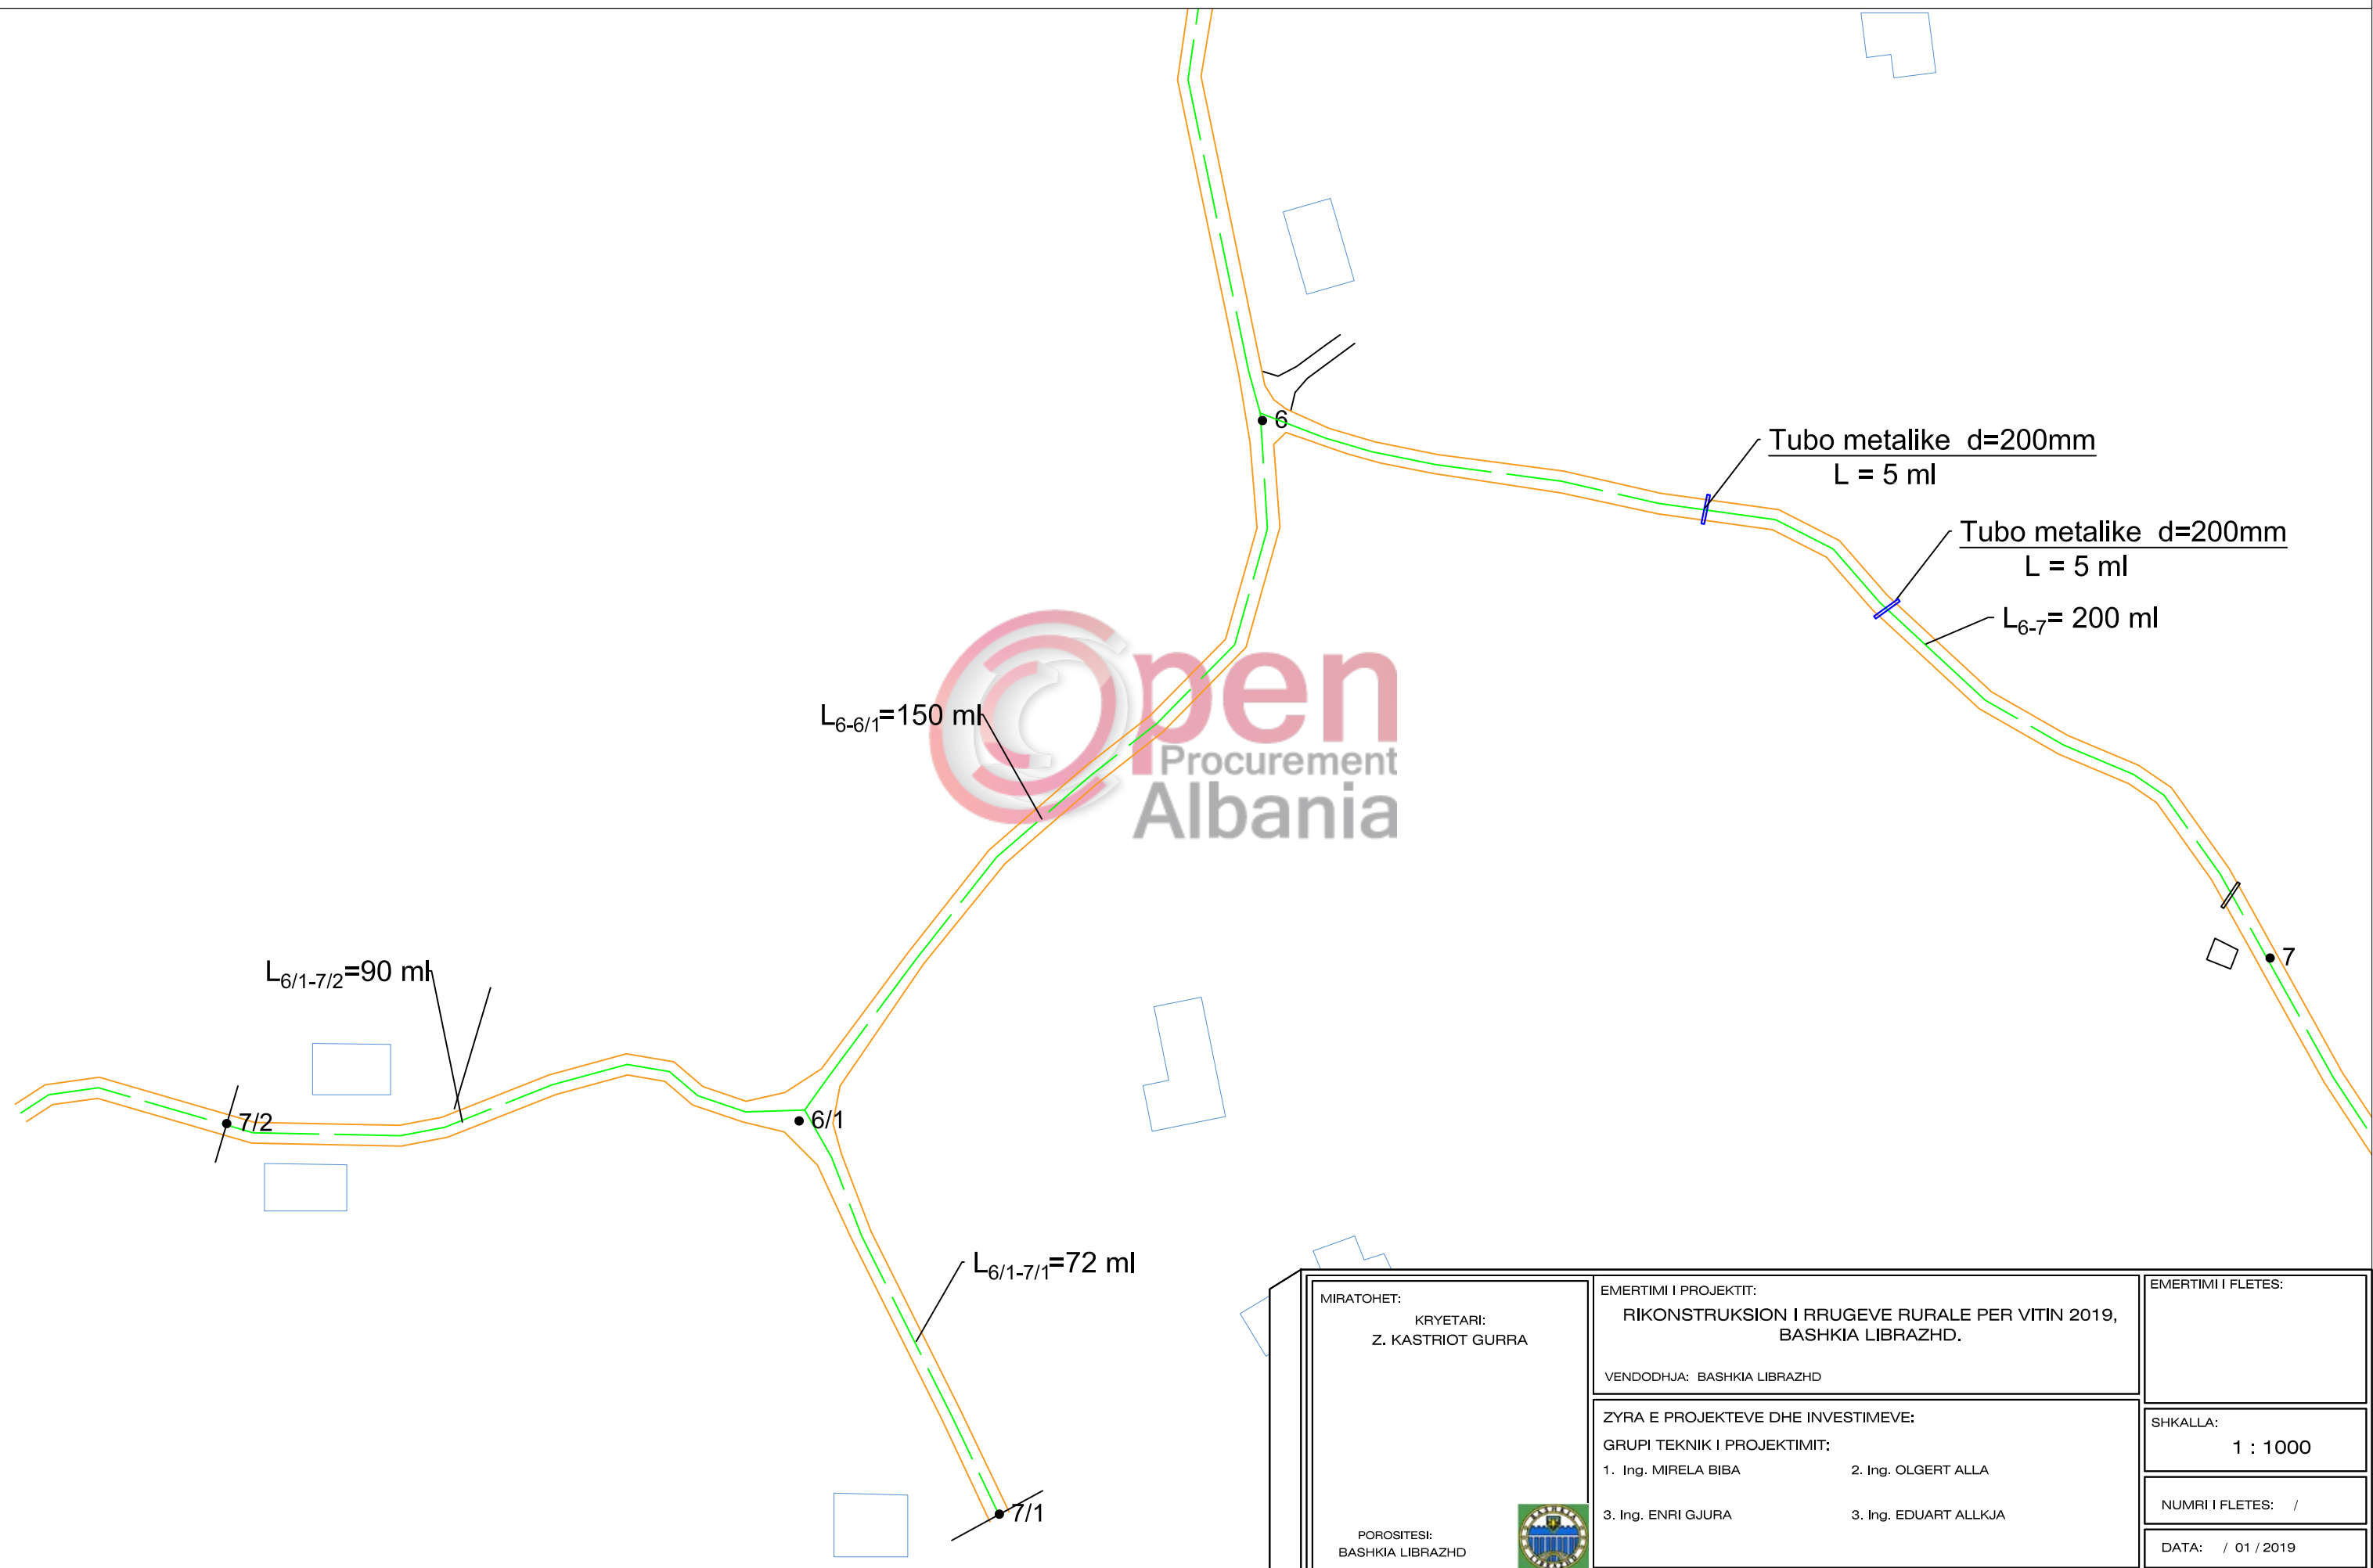 6
Tubo metalike d=200mm
L = 5 ml
Tubo metalike d=200mm
L = 5 ml
L6-7= 200 ml
L6-6/1=150 ml
Open
Procurement
Albania
7
L6/1-7/2=90 ml
7/2
6/1
L6/1-7/1=72 ml
7/1
MIRATOHET:
KRYETARI:
Z. KASTRIOT GURRA
POROSITESI:
BASHKIA LIBRAZHD
EMERTIMI I PROJEKTIT:
RIKONSTRUKSION I RRUGEVE RURALE PER VITIN 2019,
BASHKIA LIBRAZHD.
VENDODHJA: BASHKIA LIBRAZHD
ZYRA E PROJEKTEVE DHE INVESTIMEVE:
GRUPI TEKNIK I PROJEKTIMIT:
1. Ing. MIRELA BIBA
2. Ing. OLGERT ALLA
3. Ing. ENRI GJURA
3. Ing. EDUART ALLKJA
EMERTIMI I FLETES:
SHKALLA:
1 : 1000
NUMRI I FLETES: /
DATA: / 01 / 2019